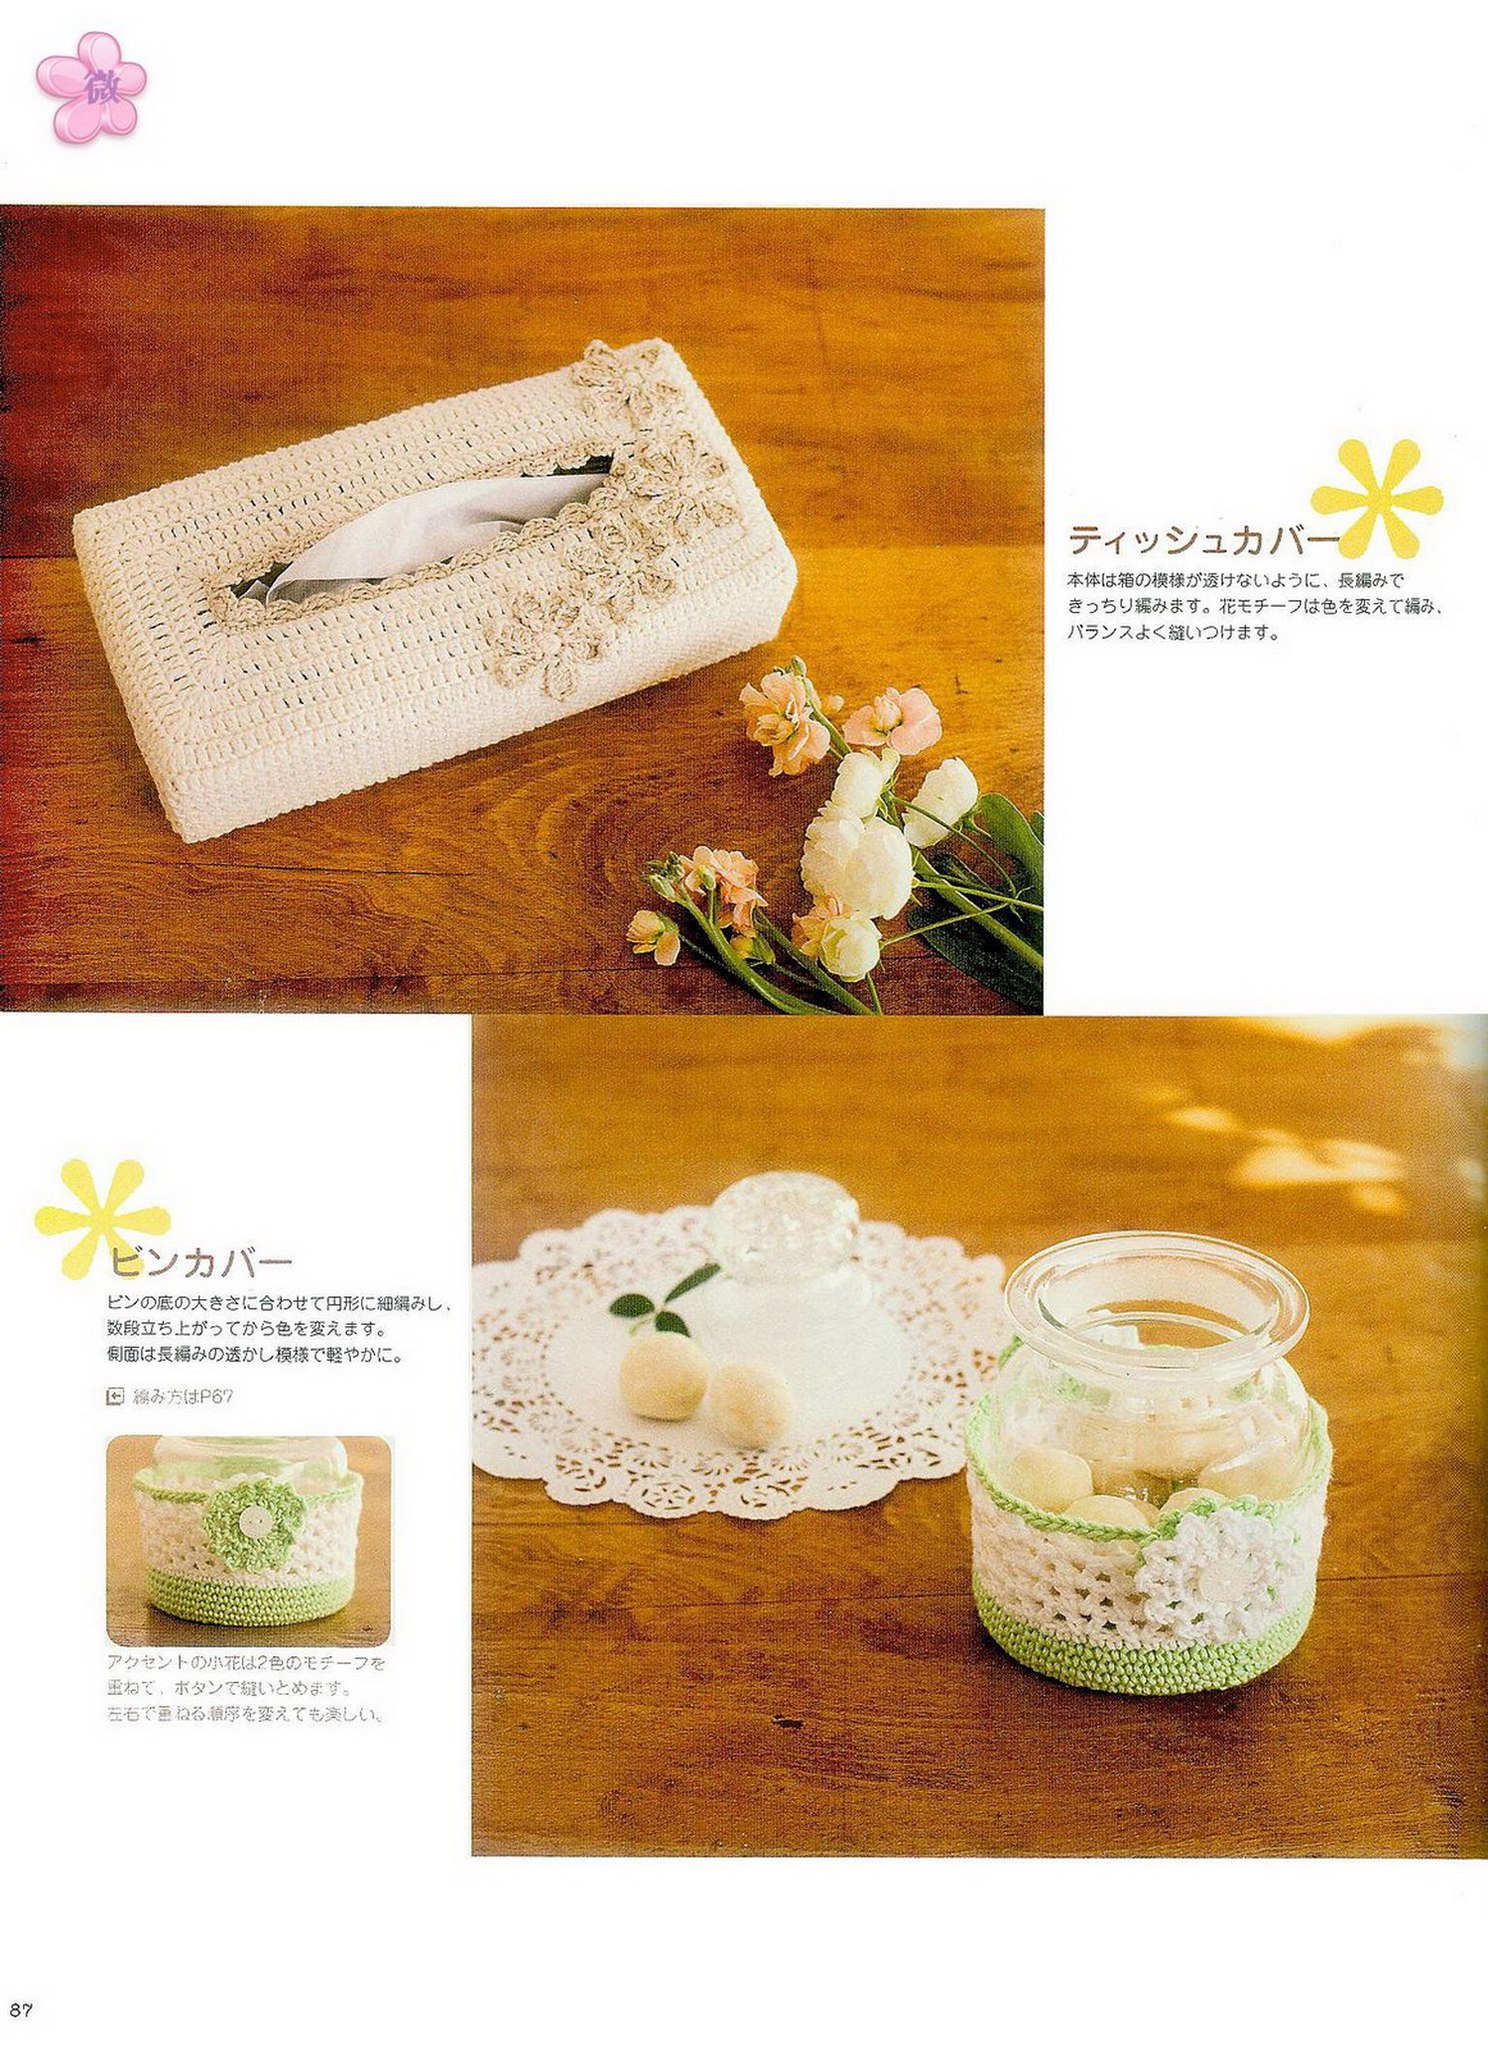 微
ティッシュカバー
本体は箱の模様が透けないように、長編みで
きっちり編みます。花モチーフは色を変えて編み、
バランスよく縫いつけます。
ビンカバー
ビンの底の大きさに合わせて円形に細編みし、
数段立ち上がってから色を変えます。
側面は長編みの透かし模様で軽やかに。
編み方はP67
アクセントの小花は2色のモチーフを
重ねて、ボタンで縫いとめます。
左右で重ねる順序を変えても楽しい。
87